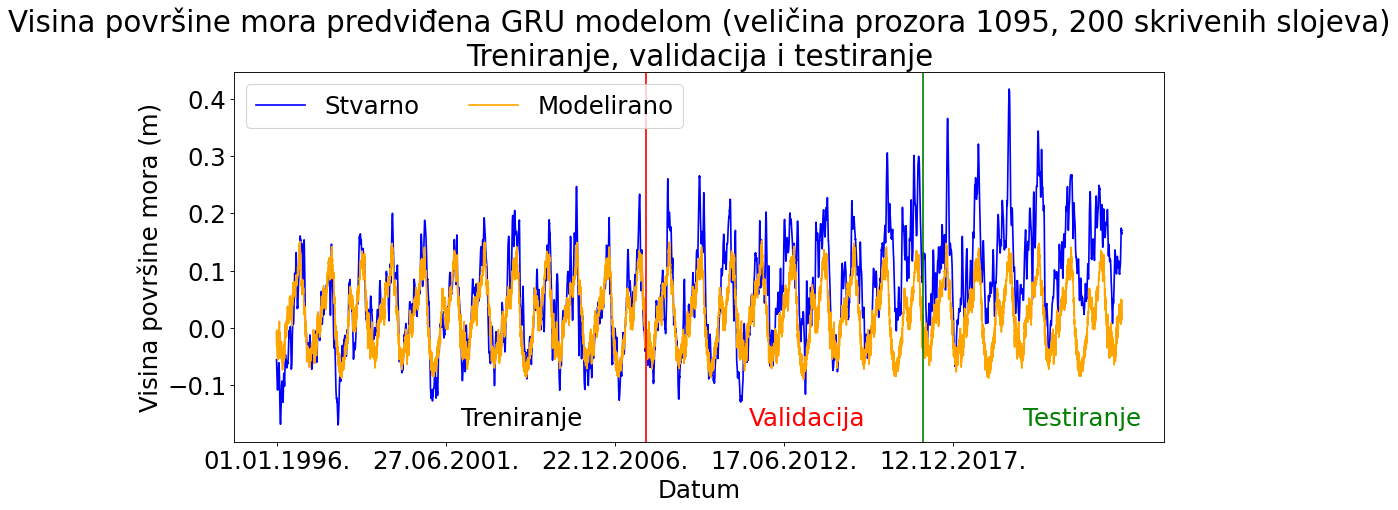 Visina površine mora predviđena GRU modelom (veličina prozora 1095, 200 skrivenih slojeva)
Treniranje, validacija i testiranje
Stvarno
Modelirano
Visina površine mora (m)
0.4
0.3
0.2
0.1
0.0
−0.1
Treniranje
Validacija
Testiranje
01.01.1996.
27.06.2001.
22.12.2006.
17.06.2012.
12.12.2017.
Datum